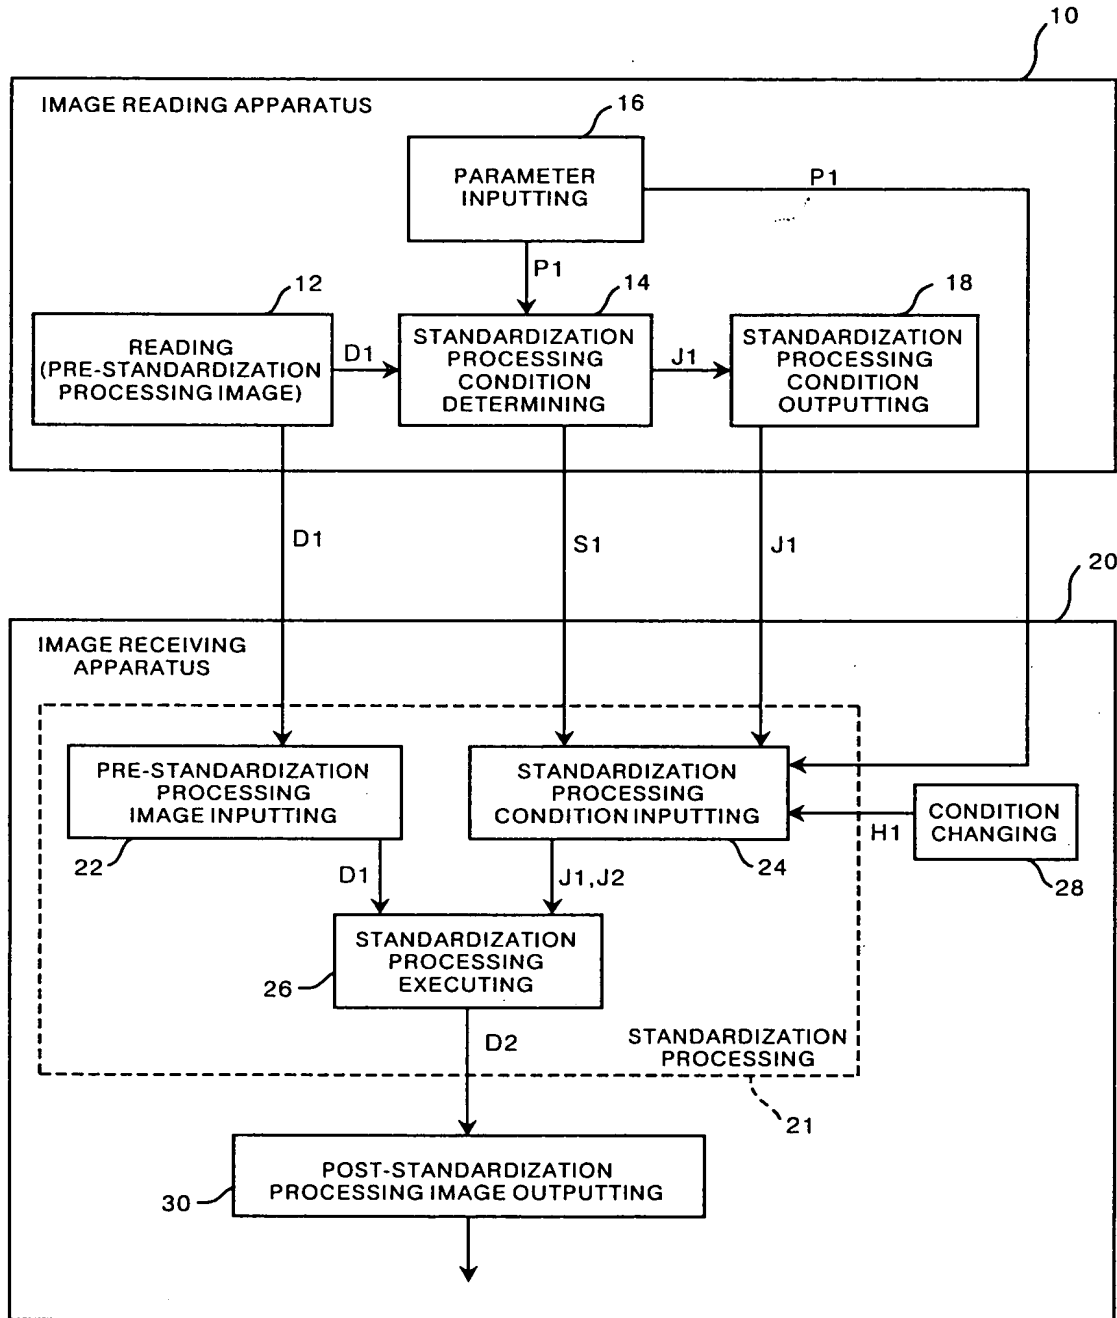 10
IMAGE READING APPARATUS
16
PARAMETER
INPUTTING
P1
P1
12
14
18
READING
(PRE-STANDARDIZATION
PROCESSING IMAGE)
D1
STANDARDIZATION
PROCESSING
CONDITION
DETERMINING
J1
STANDARDIZATION
PROCESSING
CONDITION
OUTPUTTING
D1
S1
J1
20
IMAGE RECEIVING
APPARATUS
PRE-STANDARDIZATION
PROCESSING
IMAGE INPUTTING
22
STANDARDIZATION
PROCESSING
CONDITION INPUTTING
24
H1
CONDITION
CHANGING
28
D1
J1,J2
STANDARDIZATION
PROCESSING
EXECUTING
26
D2
STANDARDIZATION
PROCESSING
21
POST-STANDARDIZATION
PROCESSING IMAGE OUTPUTTING
30